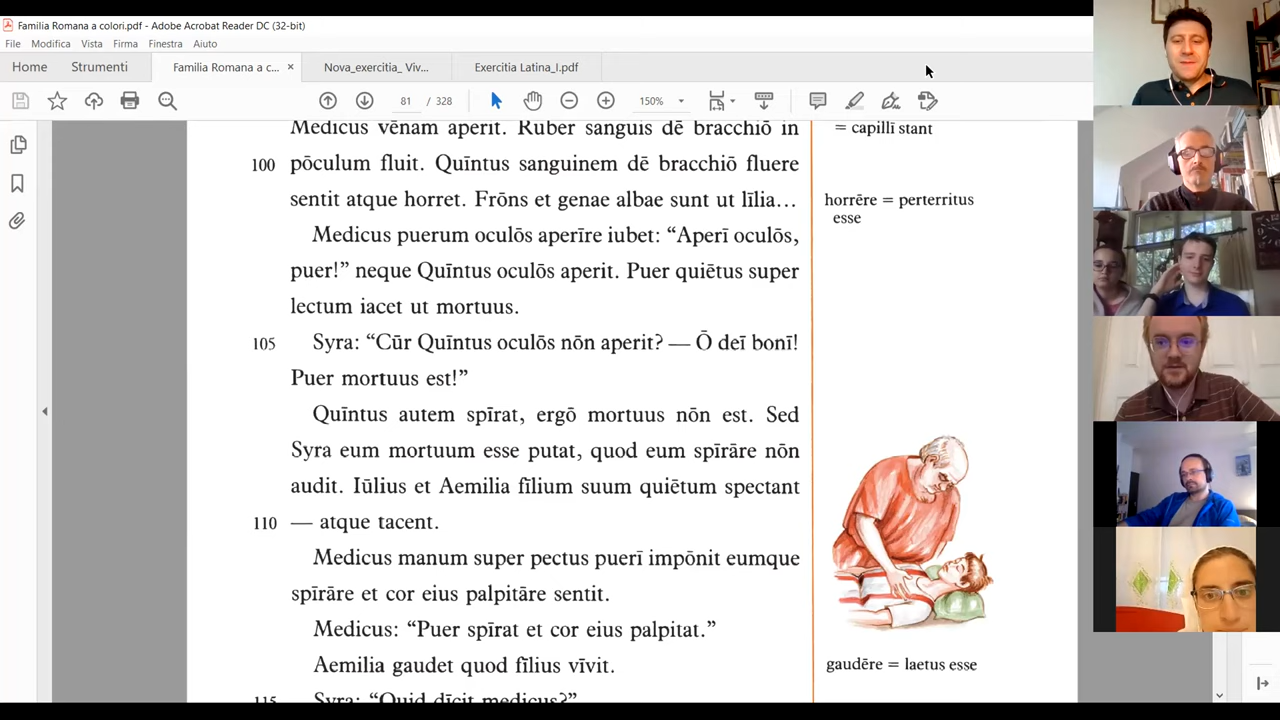 Familia Romana a colori.pdf - Adobe Acrobat Reader DC (32-bit)
File Modifica Vista Firma Finestra Aiuto
Home Strumenti Familia Romana a c... × Nova_exercitia_ Viv... Exercitia Latina_I.pdf
81 / 328 150%
Medicus vēnam aperit. Ruber sanguis dē bracchiō in
= capillī stant
100 pōculum fluit. Quīntus sanguinem dē bracchiō fluere
sentit atque horret. Frōns et genae albae sunt ut līlia...
horrēre = perterritus
esse
Medicus puerum oculōs aperīre iubet: “Aperī oculōs,
puer!” neque Quīntus oculōs aperit. Puer quiētus super
lectum iacet ut mortuus.
105 Syra: “Cūr Quīntus oculōs nōn aperit? — Ō deī bonī!
Puer mortuus est!”
Quīntus autem spīrat, ergō mortuus nōn est. Sed
Syra eum mortuum esse putat, quod eum spīrāre nōn
audit. Iūlius et Aemilia fīlium suum quiētum spectant
110 — atque tacent.
Medicus manum super pectus puerī impōnit eumque
spīrāre et cor eius palpitāre sentit.
Medicus: “Puer spīrat et cor eius palpitat.”
Aemilia gaudet quod fīlius vīvit.
gaudēre = laetus esse
115 Syra: “Quid dīcit medicus?”